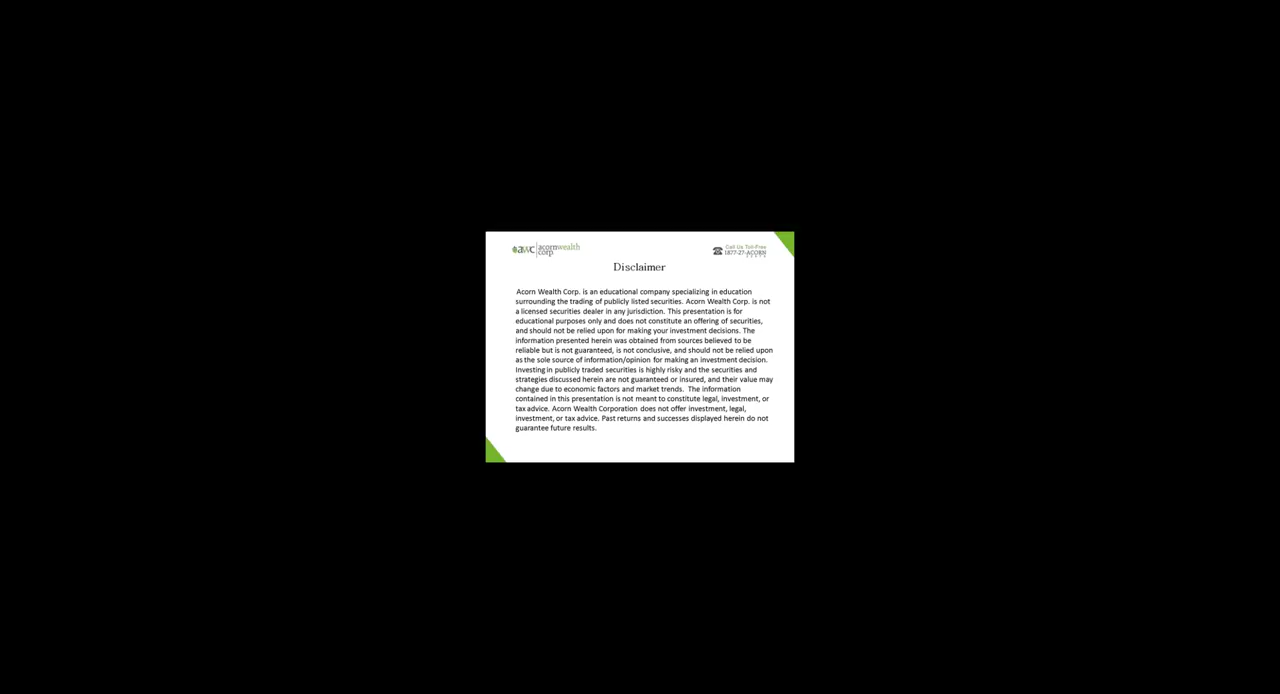 awc acornwealth
corp
Call Us Toll-Free
1877-27-ACORN
Disclaimer
Acorn Wealth Corp. is an educational company specializing in education
surrounding the trading of publicly listed securities. Acorn Wealth Corp. is not
a licensed securities dealer in any jurisdiction. This presentation is for
educational purposes only and does not constitute an offering of securities,
and should not be relied upon for making your investment decisions. The
information presented herein was obtained from sources believed to be
reliable but is not guaranteed, is not conclusive, and should not be relied upon
as the sole source of information/opinion for making an investment decision.
Investing in publicly traded securities is highly risky and the securities and
strategies discussed herein are not guaranteed or insured, and their value may
change due to economic factors and market trends. The information
contained in this presentation is not meant to constitute legal, investment, or
tax advice. Acorn Wealth Corporation does not offer investment, legal,
investment, or tax advice. Past returns and successes displayed herein do not
guarantee future results.